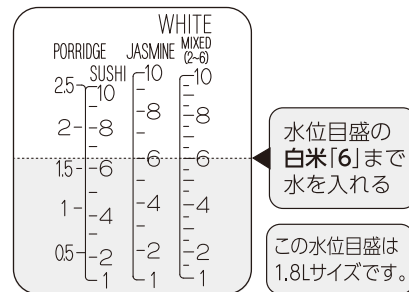 WHITE
PORRIDGE JASMINE MIXED
(2~6)
SUSHI
2.5 10 10 10
2 8 8 8
1.5 6 6 6
1 4 4 4
0.5 2 2 2
1 1 1
水位目盛の
白米「6」まで
水を入れる
この水位目盛は
1.8Lサイズです。